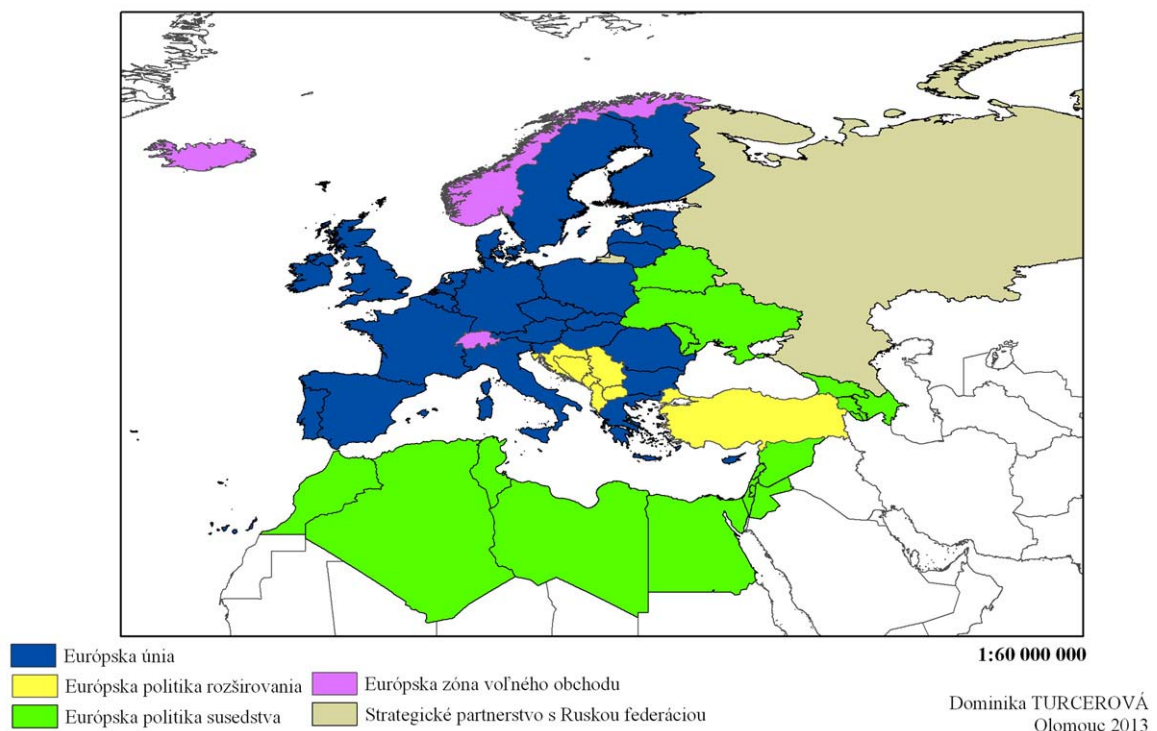 1:60 000 000
Európska únia
Európska politika rozširovania
Európska politika susedstva
Európska zóna voľného obchodu
Strategické partnerstvo s Ruskou federáciou
Dominika TURCEROVÁ
Olomouc 2013